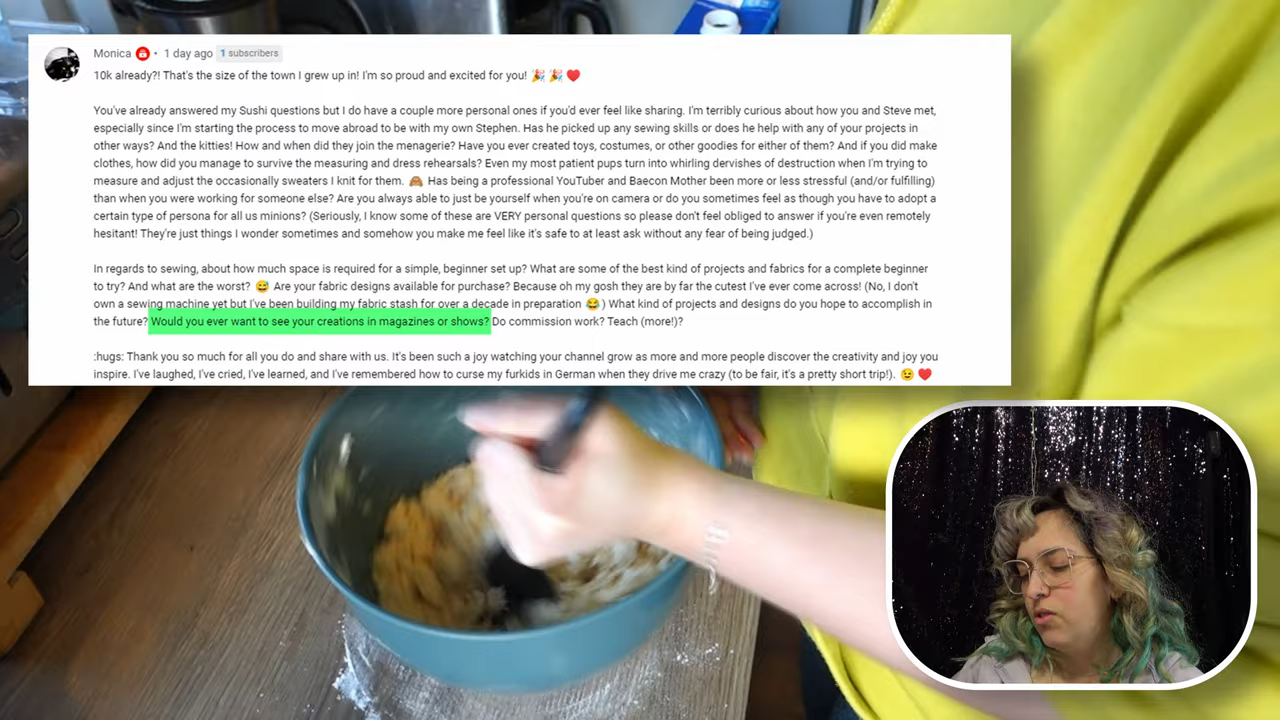 Monica • 1 day ago 1 subscribers
10k already?! That's the size of the town I grew up in! I'm so proud and excited for you! 🎉 🎉 ♥️
You've already answered my Sushi questions but I do have a couple more personal ones if you'd ever feel like sharing. I'm terribly curious about how you and Steve met,
especially since I'm starting the process to move abroad to be with my own Stephen. Has he picked up any sewing skills or does he help with any of your projects in
other ways? And the kitties! How and when did they join the menagerie? Have you ever created toys, costumes, or other goodies for either of them? And if you did make
clothes, how did you manage to survive the measuring and dress rehearsals? Even my most patient pups turn into whirling dervishes of destruction when I'm trying to
measure and adjust the occasionally sweaters I knit for them. 🙈 Has being a professional YouTuber and Baecon Mother been more or less stressful (and/or fulfilling)
than when you were working for someone else? Are you always able to just be yourself when you're on camera or do you sometimes feel as though you have to adopt a
certain type of persona for all us minions? (Seriously, I know some of these are VERY personal questions so please don't feel obliged to answer if you're even remotely
hesitant! They're just things I wonder sometimes and somehow you make me feel like it's safe to at least ask without any fear of being judged.)
In regards to sewing, about how much space is required for a simple, beginner set up? What are some of the best kind of projects and fabrics for a complete beginner
to try? And what are the worst? 😅 Are your fabric designs available for purchase? Because oh my gosh they are by far the cutest I've ever come across! (No, I don't
own a sewing machine yet but I've been building my fabric stash for over a decade in preparation 😂) What kind of projects and designs do you hope to accomplish in
the future? Would you ever want to see your creations in magazines or shows? Do commission work? Teach (more!)?
:hugs: Thank you so much for all you do and share with us. It's been such a joy watching your channel grow as more and more people discover the creativity and joy you
inspire. I've laughed, I've cried, I've learned, and I've remembered how to curse my furkids in German when they drive me crazy (to be fair, it's a pretty short trip!). 😉 ♥️